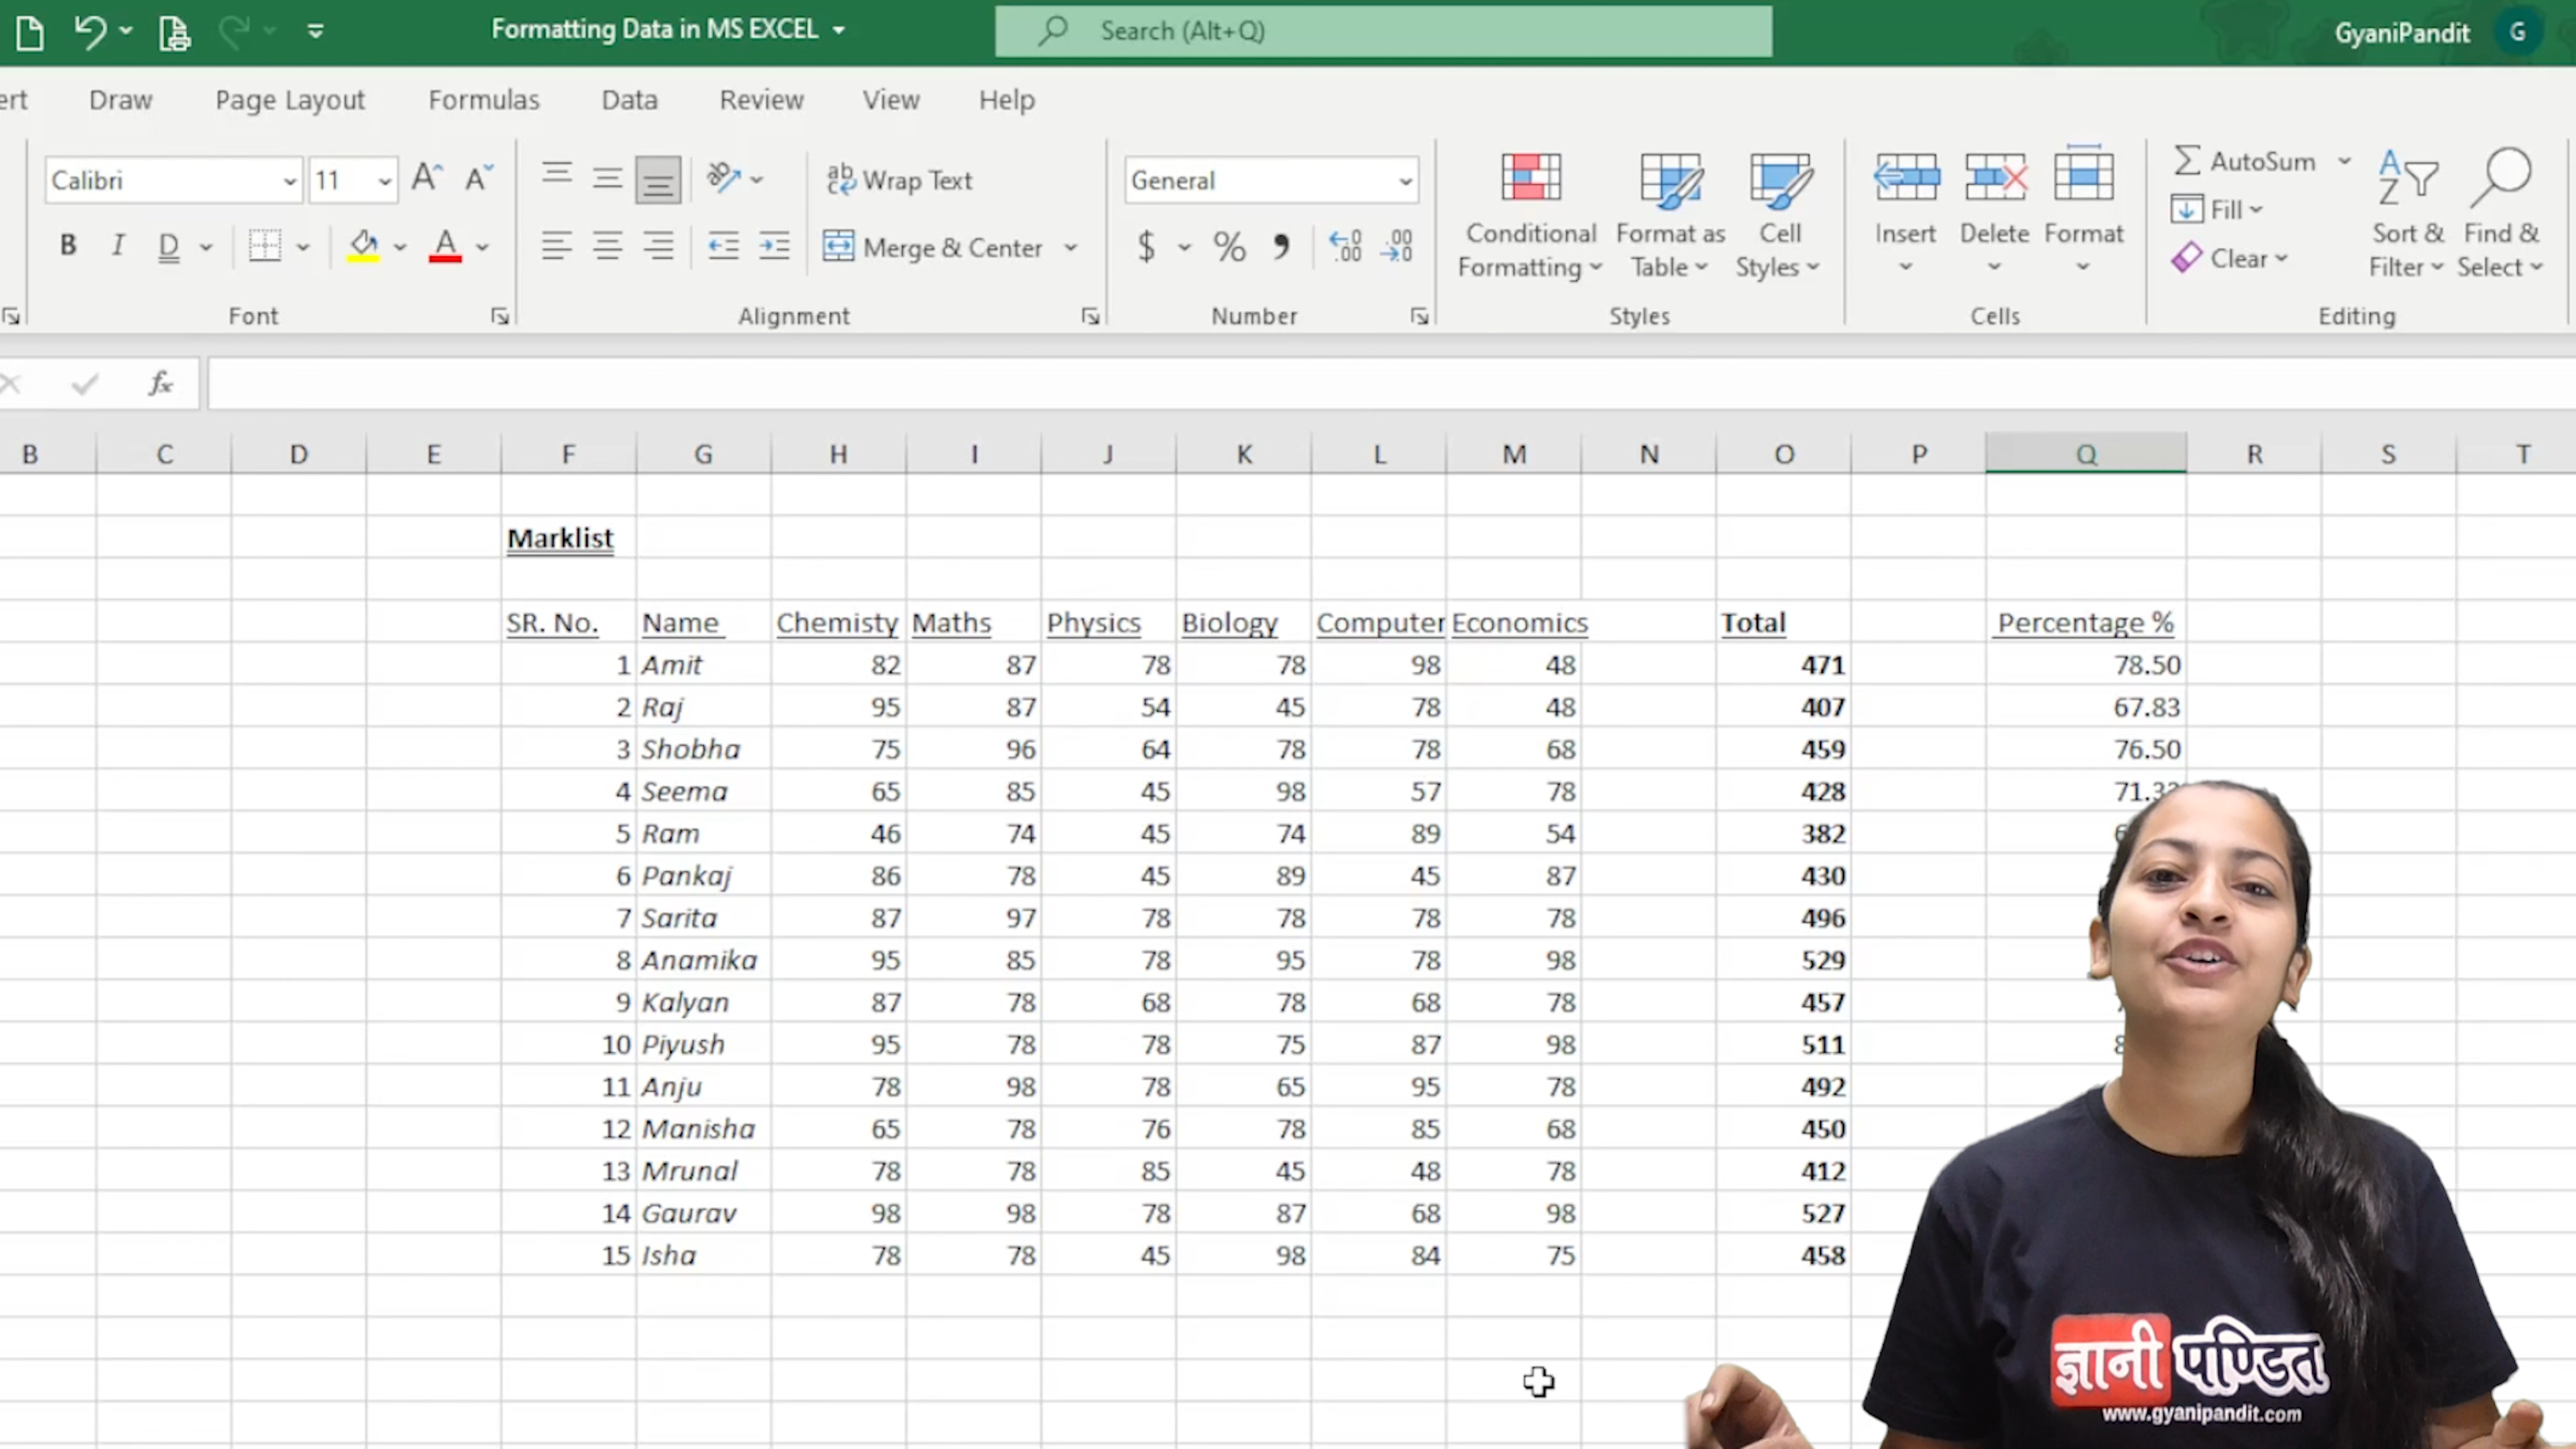 Formatting Data in MS EXCEL
Search (Alt+Q)
GyaniPandit G
Draw Page Layout Formulas Data Review View Help
Calibri 11 A A ab Wrap Text General Conditional Formatting Format as Table Cell Styles Insert Delete Format AutoSum Fill Clear Sort & Filter Find & Select
B I D A Merge & Center $ % , .00 .00
Font Alignment Number Styles Cells Editing
fx
B C D E F G H I J K L M N O P Q R S T
Marklist
SR. No. Name Chemisty Maths Physics Biology Computer Economics Total Percentage %
1 Amit 82 87 78 78 98 48 471 78.50
2 Raj 95 87 54 45 78 48 407 67.83
3 Shobha 75 96 64 78 78 68 459 76.50
4 Seema 65 85 45 98 57 78 428
5 Ram 46 74 45 74 89 54 382
6 Pankaj 86 78 45 89 45 87 430
7 Sarita 87 97 78 78 78 78 496
8 Anamika 95 85 78 95 78 98 529
9 Kalyan 87 78 68 78 68 78 457
10 Piyush 95 78 78 75 87 98 511
11 Anju 78 98 78 65 95 78 492
12 Manisha 65 78 76 78 85 68 450
13 Mrunal 78 78 85 45 48 78 412
14 Gaurav 98 98 78 87 68 98 527
15 Isha 78 78 45 98 84 75 458
ज्ञानी पण्डित
www.gyanipandit.com